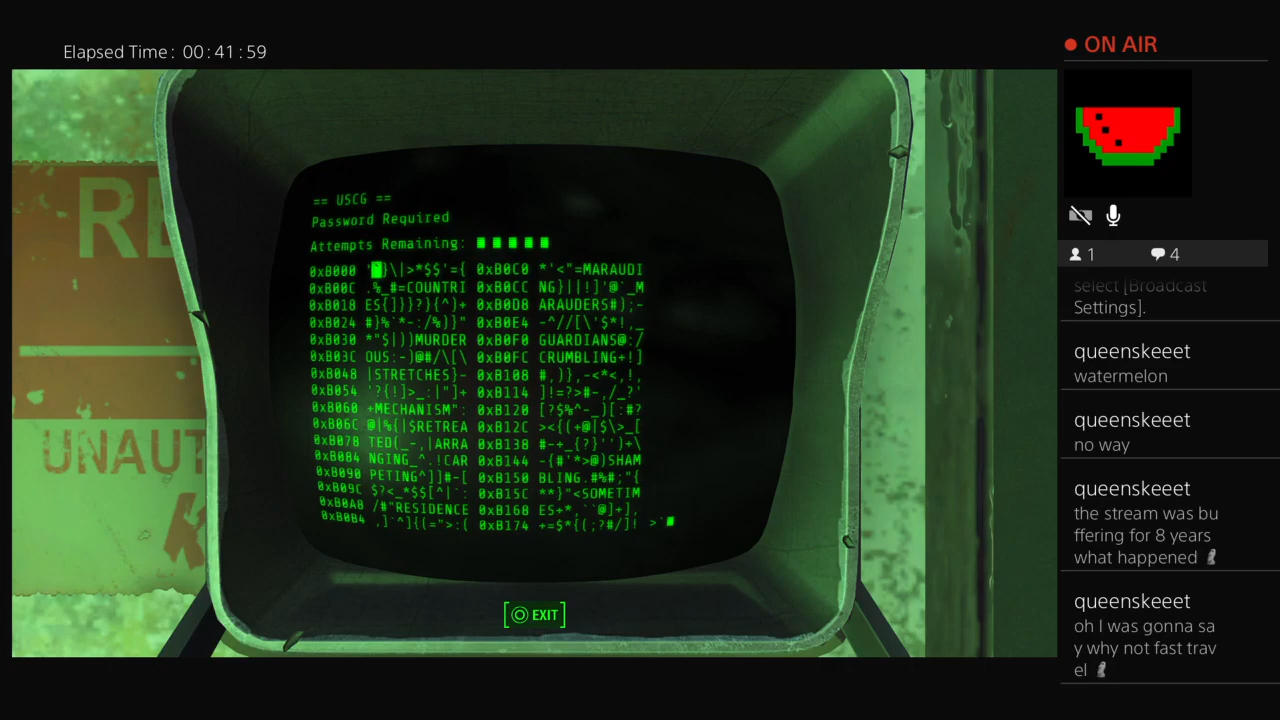 Elapsed Time: 00:41:59
ON AIR
1
4
== USCG ==
Password Required
Attempts Remaining:
0xB000 '`}\|>*$$'={ 0xB0C0 *'<"=MARAUDI
0xB00C .%_#=COUNTRI 0xB0CC NG}||!]'@`_M
0xB018 ES{]}}?}{^)+ 0xB0D8 ARAUDERS#);-
0xB024 #}%`*-:/%)}" 0xB0E4 -^//[\'$*!,_
0xB030 *"$|))MURDER 0xB0F0 GUARDIANS@:/
0xB03C OUS:-)@#/\[\ 0xB0FC CRUMBLING+!]
0xB048 |STRETCHES}- 0xB108 #,)},-<*<,!,
0xB054 '?{!]>_:|"]+ 0xB114 ]!=?>#-,/_?'
0xB060 +MECHANISM": 0xB120 [?$%^-_)[:#?
0xB06C @|%{|$RETREA 0xB12C ><{(+@|$\>_[
0xB078 TED(_-,|ARRA 0xB138 #-+_{?}'')+\
0xB084 NGING_^.!CAR 0xB144 -{#'*>@)SHAM
0xB090 PETING^]]#-[ 0xB150 BLING.#%#;"{
0xB09C $?<_*$$[^|`: 0xB15C **}"<SOMETIM
0xB0A8 /#"RESIDENCE 0xB168 ES+*,``@]+],
0xB0B4 ,]`^]{(=">:( 0xB174 +=$*{(;?#/]! >`
EXIT
RE
UNAUT
select [Broadcast
Settings].
queenskeeet
watermelon
queenskeeet
no way
queenskeeet
the stream was bu
ffering for 8 years
what happened
queenskeeet
oh I was gonna sa
y why not fast trav
el